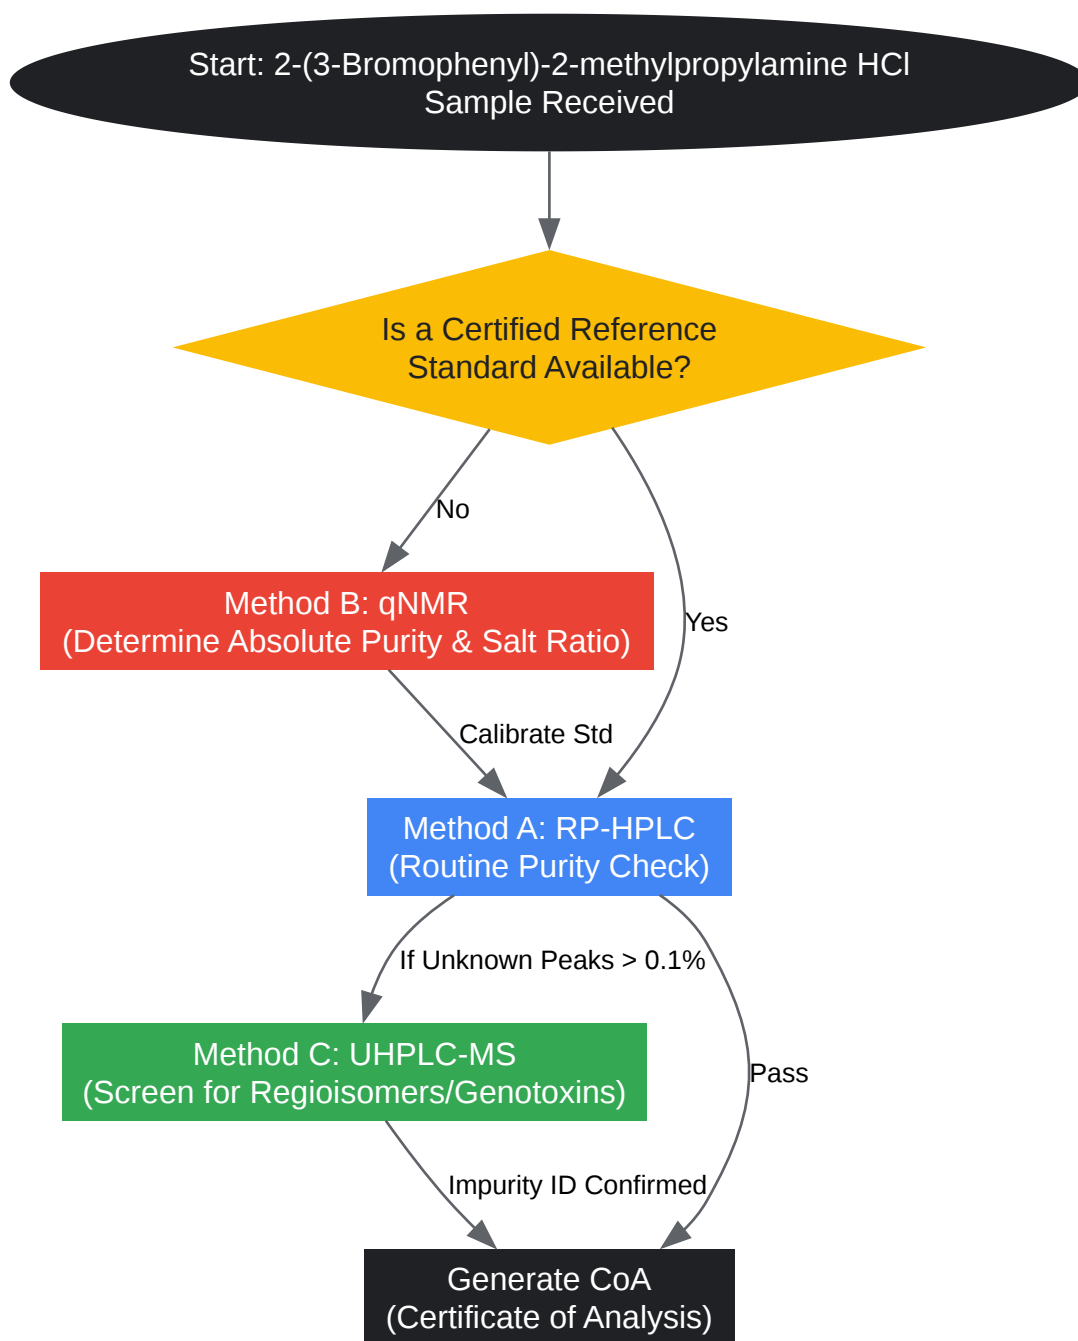 Start: 2-(3-Bromophenyl)-2-methylpropylamine HCl
Sample Received
Is a Certified Reference
Standard Available?
No
Method B: qNMR
(Determine Absolute Purity & Salt Ratio)
Yes
Calibrate Std
Method A: RP-HPLC
(Routine Purity Check)
If Unknown Peaks > 0.1%
Method C: UHPLC-MS
(Screen for Regioisomers/Genotoxins)
Pass
Impurity ID Confirmed
Generate CoA
(Certificate of Analysis)